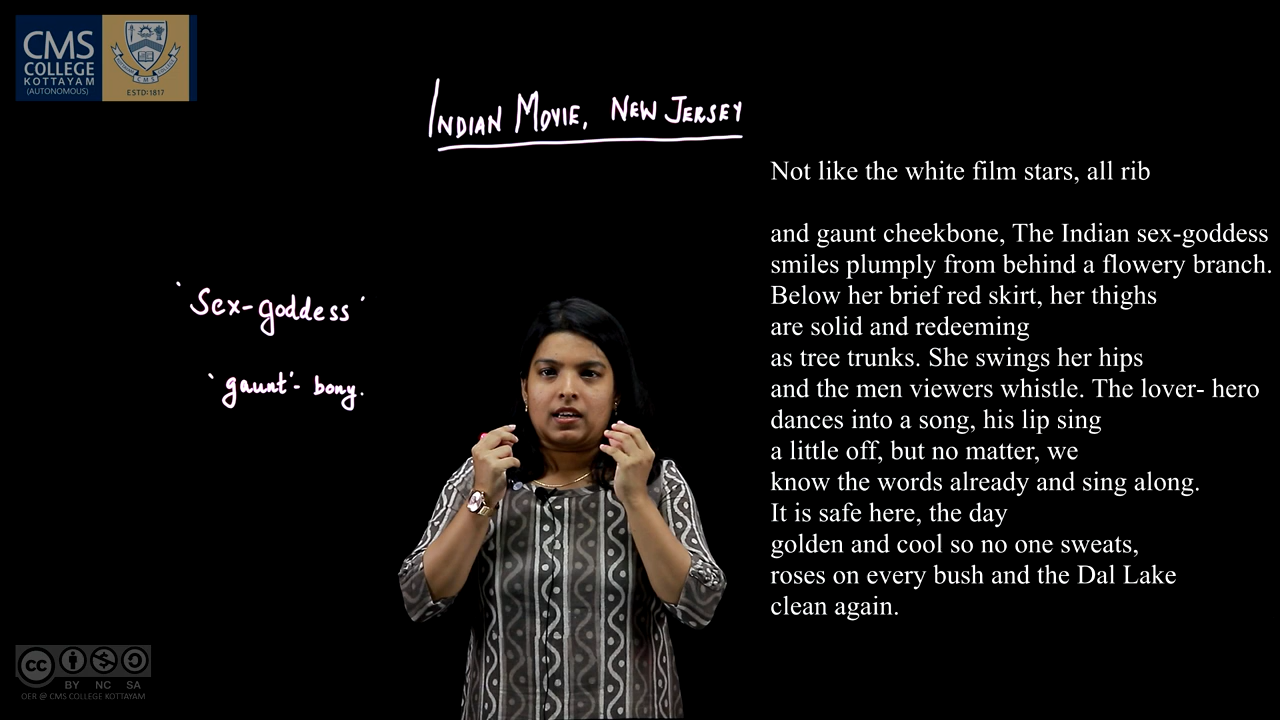 CMS
COLLEGE
KOTTAYAM
(AUTONOMOUS)
CMS
ESTD:1817
INDIAN MOVIE, NEW JERSEY
Not like the white film stars, all rib
and gaunt cheekbone, The Indian sex-goddess
smiles plumply from behind a flowery branch.
Below her brief red skirt, her thighs
are solid and redeeming
as tree trunks. She swings her hips
and the men viewers whistle. The lover- hero
dances into a song, his lip sing
a little off, but no matter, we
know the words already and sing along.
It is safe here, the day
golden and cool so no one sweats,
roses on every bush and the Dal Lake
clean again.
'Sex-goddess'
'gaunt'- bony.
cc
BY NC SA
OER @ CMS COLLEGE KOTTAYAM